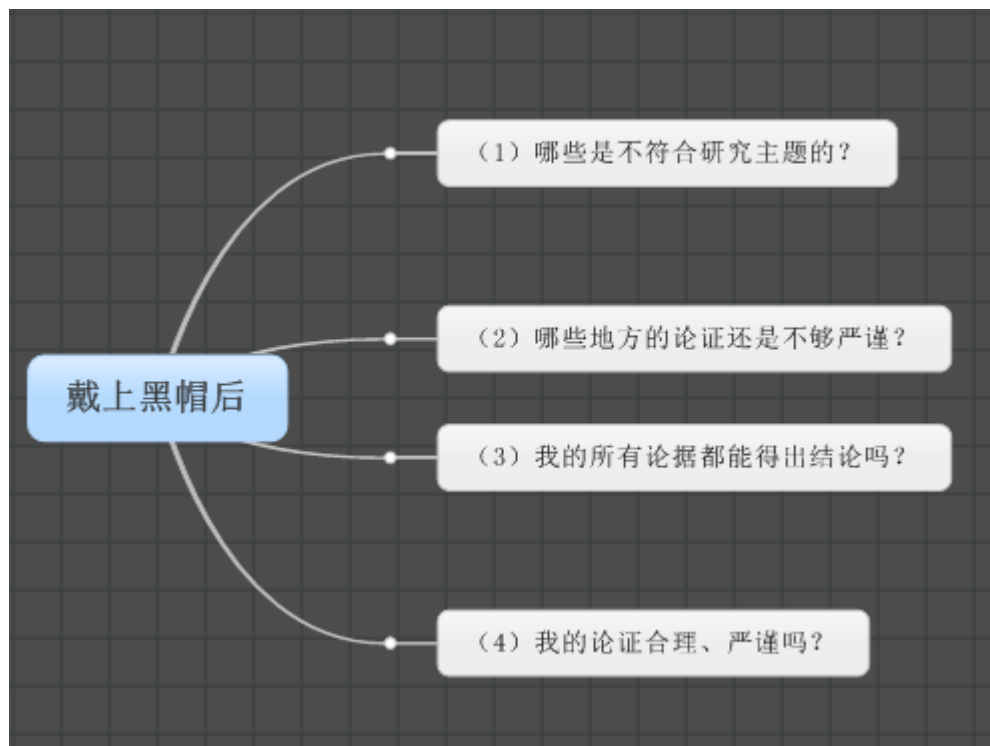 （1）哪些是不符合研究主题的？
（2）哪些地方的论证还是不够严谨？
戴上黑帽后
（3）我的所有论据都能得出结论吗？
（4）我的论证合理、严谨吗？